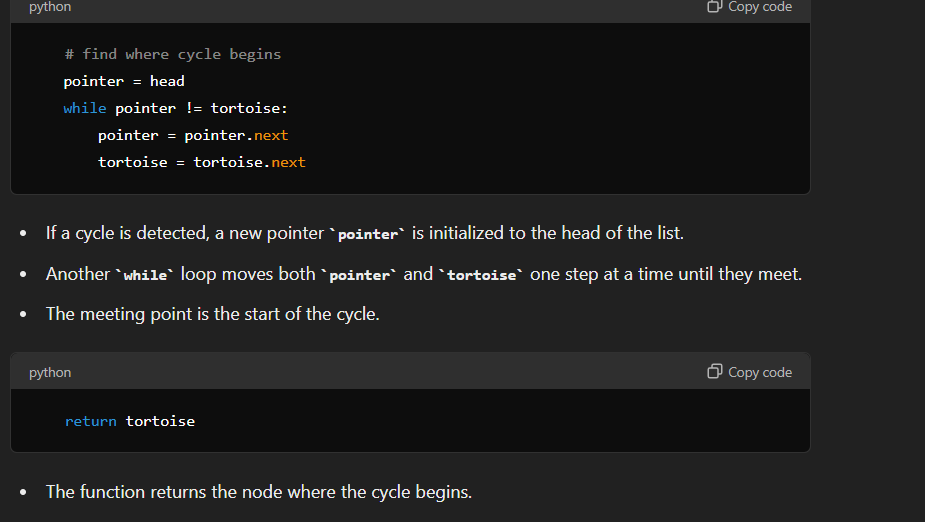 python
Copy code
# find where cycle begins
pointer = head
while pointer != tortoise:
    pointer = pointer.next
    tortoise = tortoise.next
• If a cycle is detected, a new pointer `pointer` is initialized to the head of the list.
• Another `while` loop moves both `pointer` and `tortoise` one step at a time until they meet.
• The meeting point is the start of the cycle.
python
Copy code
return tortoise
• The function returns the node where the cycle begins.